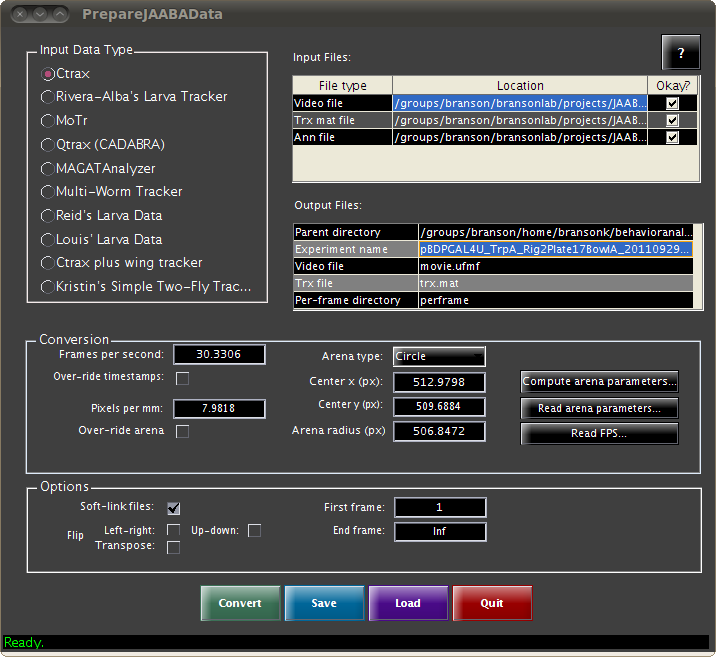 PrepareJAABAData
Input Data Type
Ctrax
Rivera-Alba's Larva Tracker
MoTr
Qtrax (CADABRA)
MAGATAnalyzer
Multi-Worm Tracker
Reid's Larva Data
Louis' Larva Data
Ctrax plus wing tracker
Kristin's Simple Two-Fly Trac...
Input Files:
?
File type Location Okay?
Video file /groups/branson/bransonlab/projects/JAAB...
Trx mat file /groups/branson/bransonlab/projects/JAAB...
Ann file /groups/branson/bransonlab/projects/JAAB...
Output Files:
Parent directory /groups/branson/home/bransonk/behavioranal...
Experiment name pBDPGAL4U_TrpA_Rig2Plate17BowlA_20110929...
Video file movie.ufmf
Trx file trx.mat
Per-frame directory perframe
Conversion
Frames per second: 30.3306
Over-ride timestamps:
Pixels per mm: 7.9818
Over-ride arena
Arena type: Circle
Center x (px): 512.9798
Center y (px): 509.6884
Arena radius (px) 506.8472
Compute arena parameters...
Read arena parameters...
Read FPS...
Options
Soft-link files:
Flip Left-right: Up-down:
Transpose:
First frame: 1
End frame: Inf
Convert Save Load Quit
Ready.